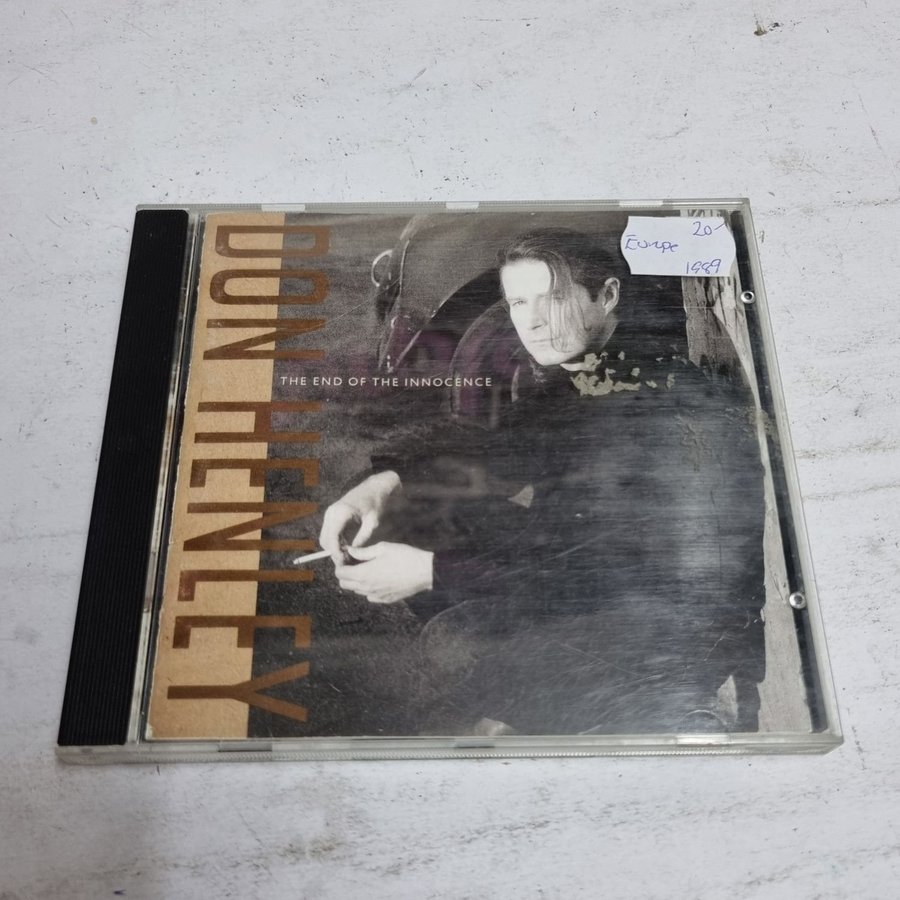 DON HENLEY
THE END OF THE INNOCENCE
20-
Europe
1989